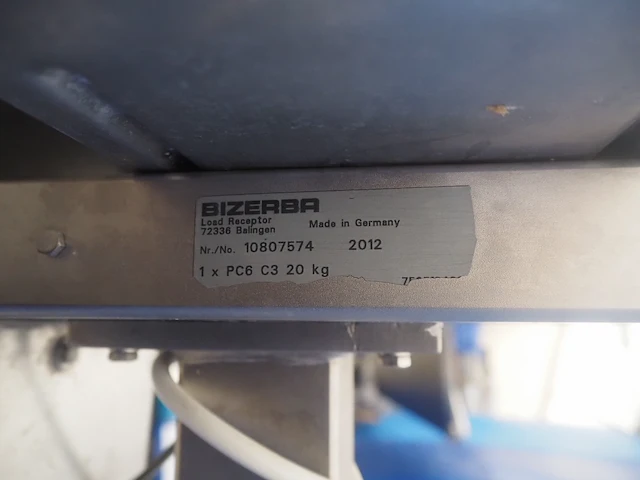 BIZERBA
Load Receptor Made in Germany
72336 Balingen
Nr./No. 10807574 2012
1 x PC6 C3 20 kg